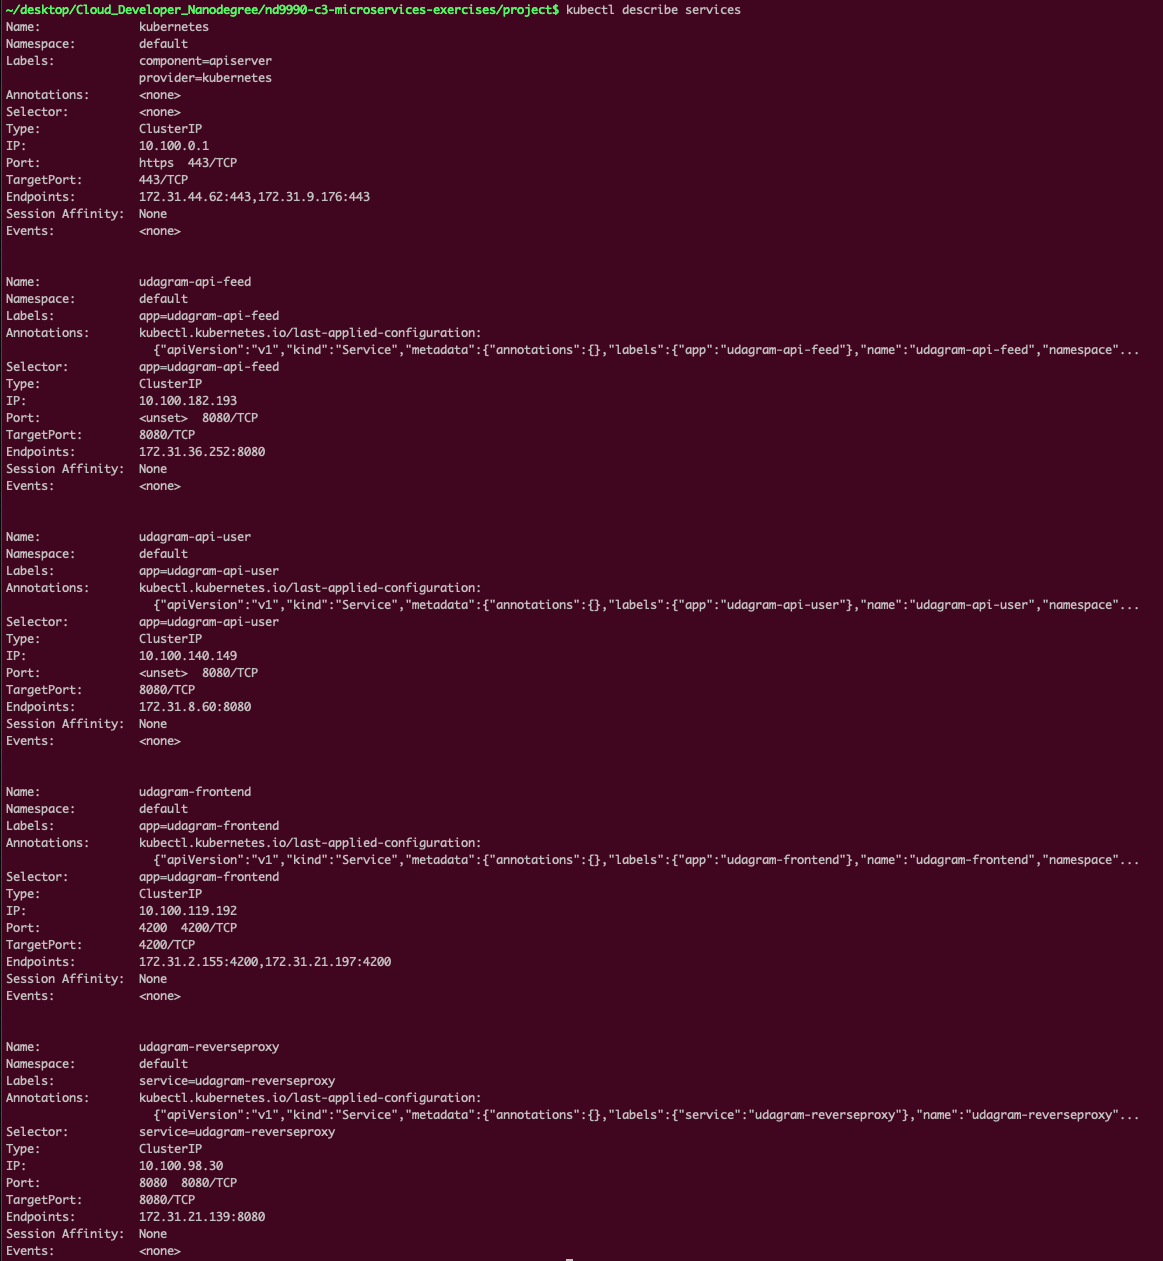 ~/desktop/Cloud_Developer_Nanodegree/nd9990-c3-microservices-exercises/project$ kubectl describe services
Name:              kubernetes
Namespace:         default
Labels:            component=apiserver
                   provider=kubernetes
Annotations:       <none>
Selector:          <none>
Type:              ClusterIP
IP:                10.100.0.1
Port:              https  443/TCP
TargetPort:        443/TCP
Endpoints:         172.31.44.62:443,172.31.9.176:443
Session Affinity:  None
Events:            <none>

Name:              udagram-api-feed
Namespace:         default
Labels:            app=udagram-api-feed
Annotations:       kubectl.kubernetes.io/last-applied-configuration:
                     {"apiVersion":"v1","kind":"Service","metadata":{"annotations":{},"labels":{"app":"udagram-api-feed"},"name":"udagram-api-feed","namespace"...
Selector:          app=udagram-api-feed
Type:              ClusterIP
IP:                10.100.182.193
Port:              <unset>  8080/TCP
TargetPort:        8080/TCP
Endpoints:         172.31.36.252:8080
Session Affinity:  None
Events:            <none>

Name:              udagram-api-user
Namespace:         default
Labels:            app=udagram-api-user
Annotations:       kubectl.kubernetes.io/last-applied-configuration:
                     {"apiVersion":"v1","kind":"Service","metadata":{"annotations":{},"labels":{"app":"udagram-api-user"},"name":"udagram-api-user","namespace"...
Selector:          app=udagram-api-user
Type:              ClusterIP
IP:                10.100.140.149
Port:              <unset>  8080/TCP
TargetPort:        8080/TCP
Endpoints:         172.31.8.60:8080
Session Affinity:  None
Events:            <none>

Name:              udagram-frontend
Namespace:         default
Labels:            app=udagram-frontend
Annotations:       kubectl.kubernetes.io/last-applied-configuration:
                     {"apiVersion":"v1","kind":"Service","metadata":{"annotations":{},"labels":{"app":"udagram-frontend"},"name":"udagram-frontend","namespace"...
Selector:          app=udagram-frontend
Type:              ClusterIP
IP:                10.100.119.192
Port:              4200  4200/TCP
TargetPort:        4200/TCP
Endpoints:         172.31.2.155:4200,172.31.21.197:4200
Session Affinity:  None
Events:            <none>

Name:              udagram-reverseproxy
Namespace:         default
Labels:            service=udagram-reverseproxy
Annotations:       kubectl.kubernetes.io/last-applied-configuration:
                     {"apiVersion":"v1","kind":"Service","metadata":{"annotations":{},"labels":{"service":"udagram-reverseproxy"},"name":"udagram-reverseproxy"...
Selector:          service=udagram-reverseproxy
Type:              ClusterIP
IP:                10.100.98.30
Port:              8080  8080/TCP
TargetPort:        8080/TCP
Endpoints:         172.31.21.139:8080
Session Affinity:  None
Events:            <none>